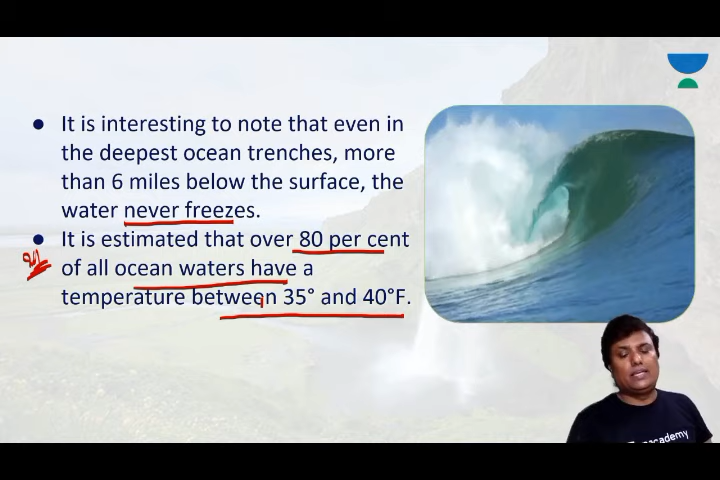 ● It is interesting to note that even in
the deepest ocean trenches, more
than 6 miles below the surface, the
water never freezes.
● It is estimated that over 80 per cent
of all ocean waters have a
temperature between 35° and 40°F.